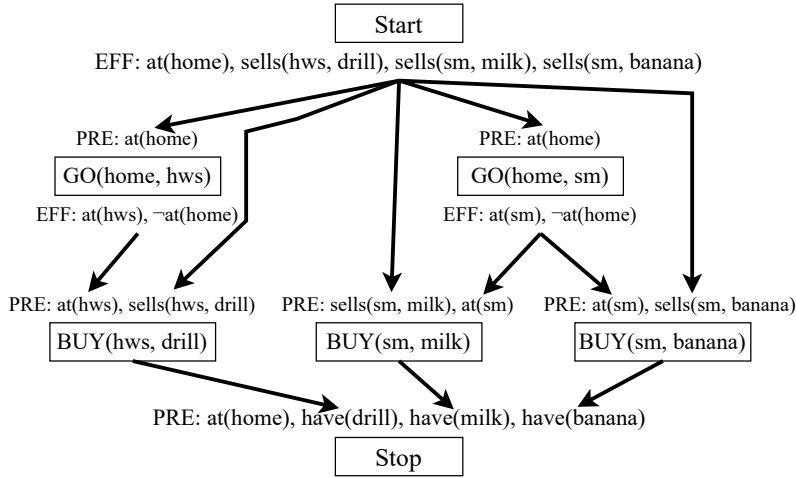 Start
EFF: at(home), sells(hws, drill), sells(sm, milk), sells(sm, banana)
PRE: at(home)
PRE: at(home)
GO(home, hws)
GO(home, sm)
EFF: at(hws), ¬at(home)
EFF: at(sm), ¬at(home)
PRE: at(hws), sells(hws, drill)
PRE: sells(sm, milk), at(sm)
PRE: at(sm), sells(sm, banana)
BUY(hws, drill)
BUY(sm, milk)
BUY(sm, banana)
PRE: at(home), have(drill), have(milk), have(banana)
Stop